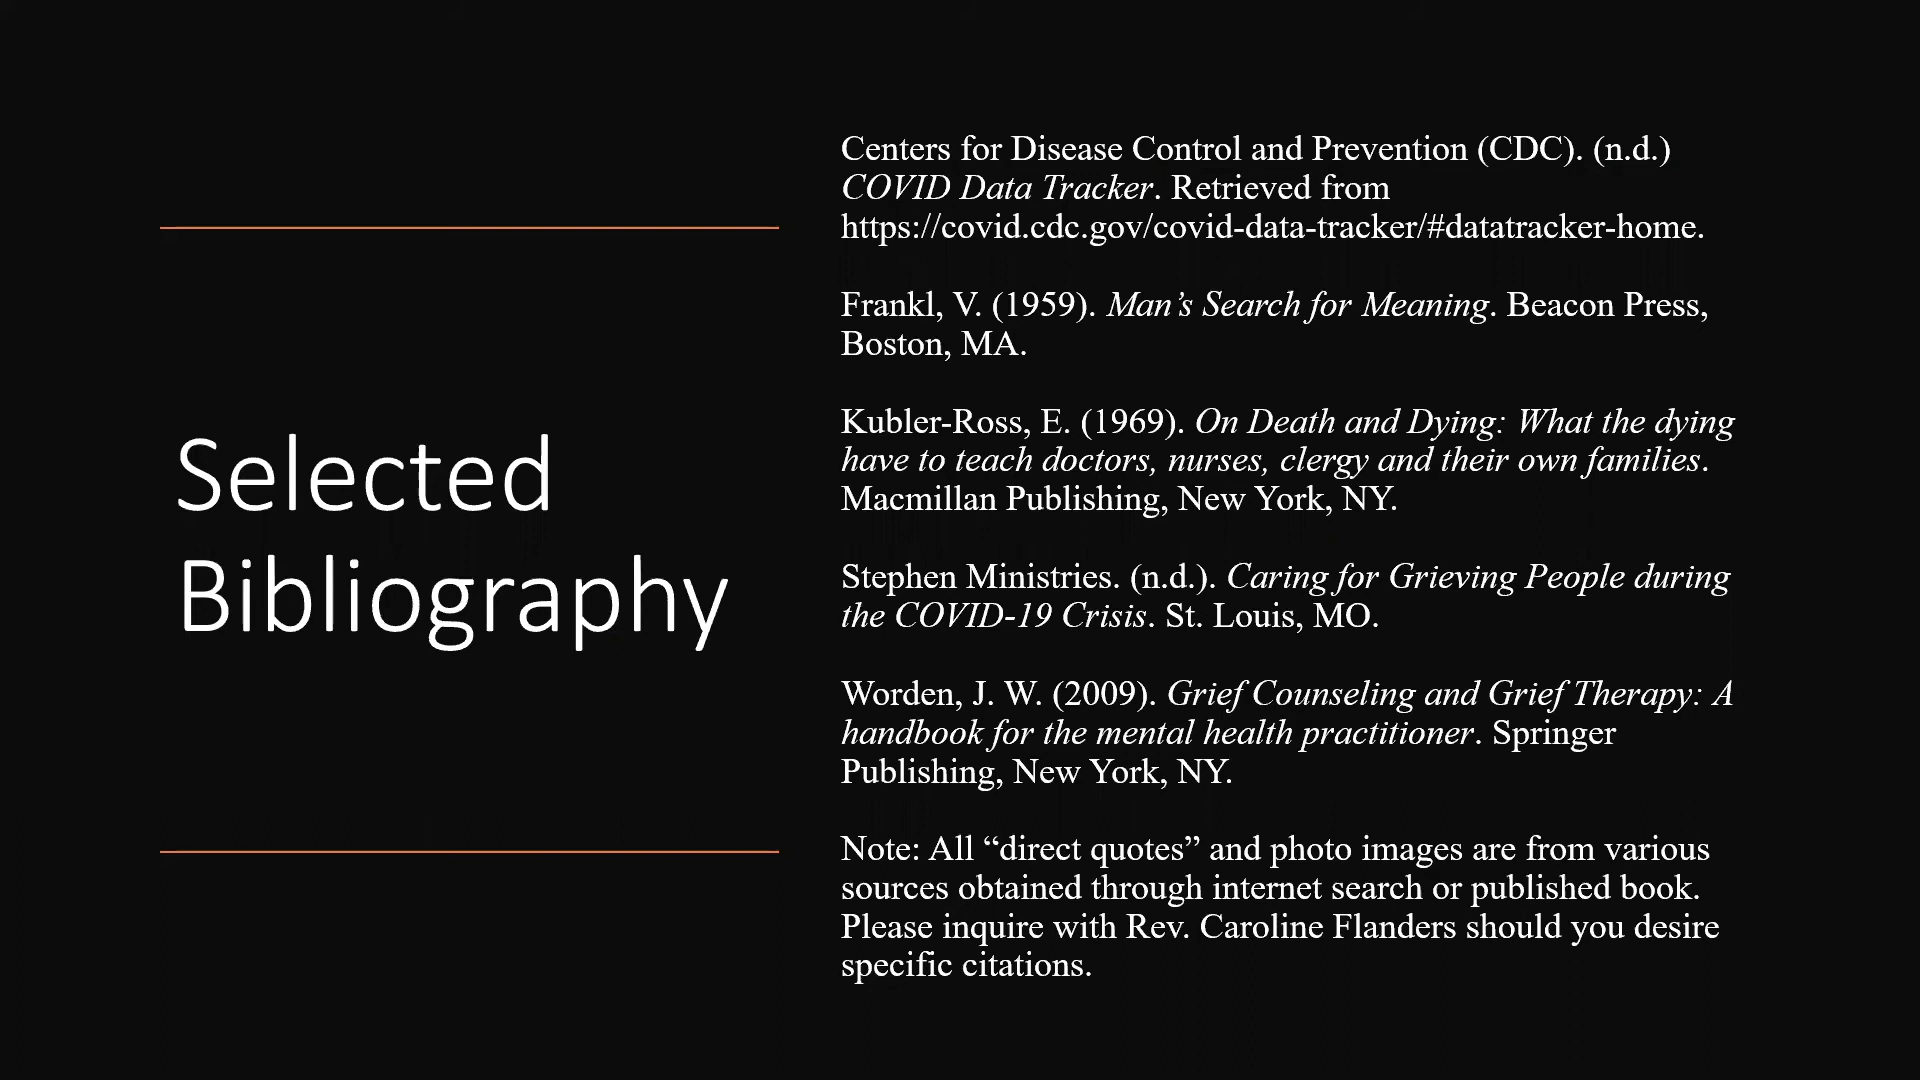 Selected
Bibliography
Centers for Disease Control and Prevention (CDC). (n.d.)
COVID Data Tracker. Retrieved from
https://covid.cdc.gov/covid-data-tracker/#datatracker-home.
Frankl, V. (1959). Man’s Search for Meaning. Beacon Press,
Boston, MA.
Kubler-Ross, E. (1969). On Death and Dying: What the dying
have to teach doctors, nurses, clergy and their own families.
Macmillan Publishing, New York, NY.
Stephen Ministries. (n.d.). Caring for Grieving People during
the COVID-19 Crisis. St. Louis, MO.
Worden, J. W. (2009). Grief Counseling and Grief Therapy: A
handbook for the mental health practitioner. Springer
Publishing, New York, NY.
Note: All “direct quotes” and photo images are from various
sources obtained through internet search or published book.
Please inquire with Rev. Caroline Flanders should you desire
specific citations.